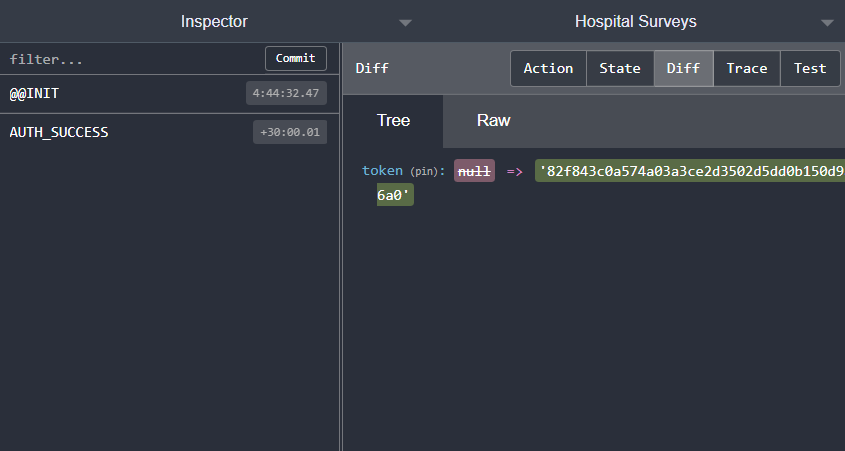 Inspector
Hospital Surveys
filter...
Commit
@@INIT
4:44:32.47
AUTH_SUCCESS
+30:00.01
Diff
Action
State
Diff
Trace
Test
Tree
Raw
token (pin): null => '82f843c0a574a03a3ce2d3502d5dd0b150d9
6a0'